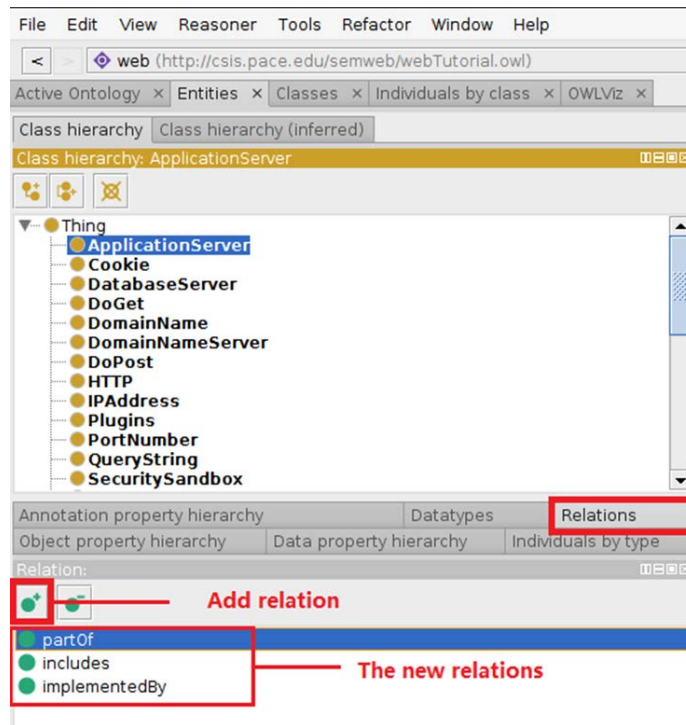 File Edit View Reasoner Tools Refactor Window Help
< > web (http://csis.pace.edu/semweb/webTutorial.owl)
Active Ontology × Entities × Classes × Individuals by class × OWLViz ×
Class hierarchy Class hierarchy (inferred)
Class hierarchy: ApplicationServer
Thing
ApplicationServer
Cookie
DatabaseServer
DoGet
DomainName
DomainNameServer
DoPost
HTTP
IPAddress
Plugins
PortNumber
QueryString
SecuritySandbox
Annotation property hierarchy Datatypes Relations
Object property hierarchy Data property hierarchy Individuals by type
Relation:
Add relation
partOf
includes
implementedBy
The new relations